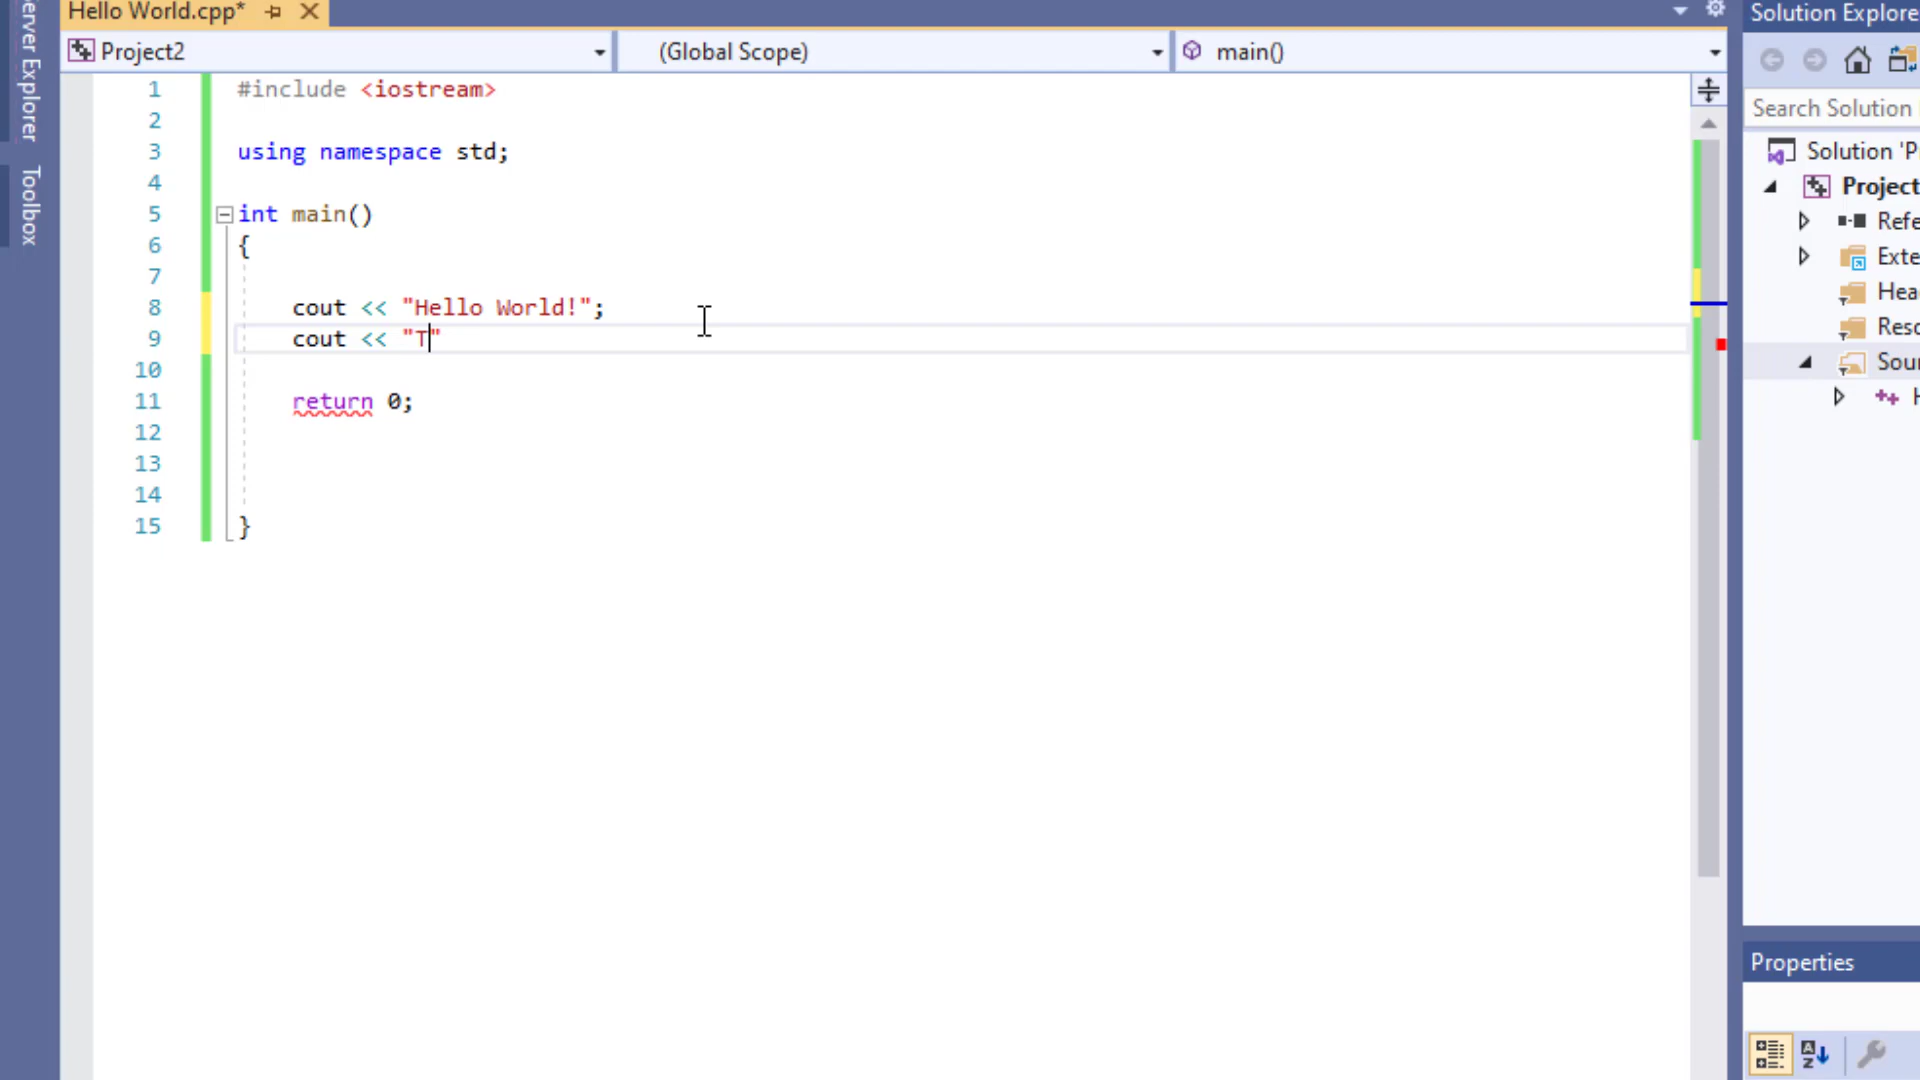 Hello World.cpp*
Project2
(Global Scope)
main()
1 #include <iostream>
2
3 using namespace std;
4
5 int main()
6 {
7
8 cout << "Hello World!";
9 cout << "T"
10
11 return 0;
12
13
14
15 }
erver Explorer
Toolbox
Solution Explore
Search Solution
Solution 'P
Project
Refe
Exte
Hea
Reso
Sour
H
Properties